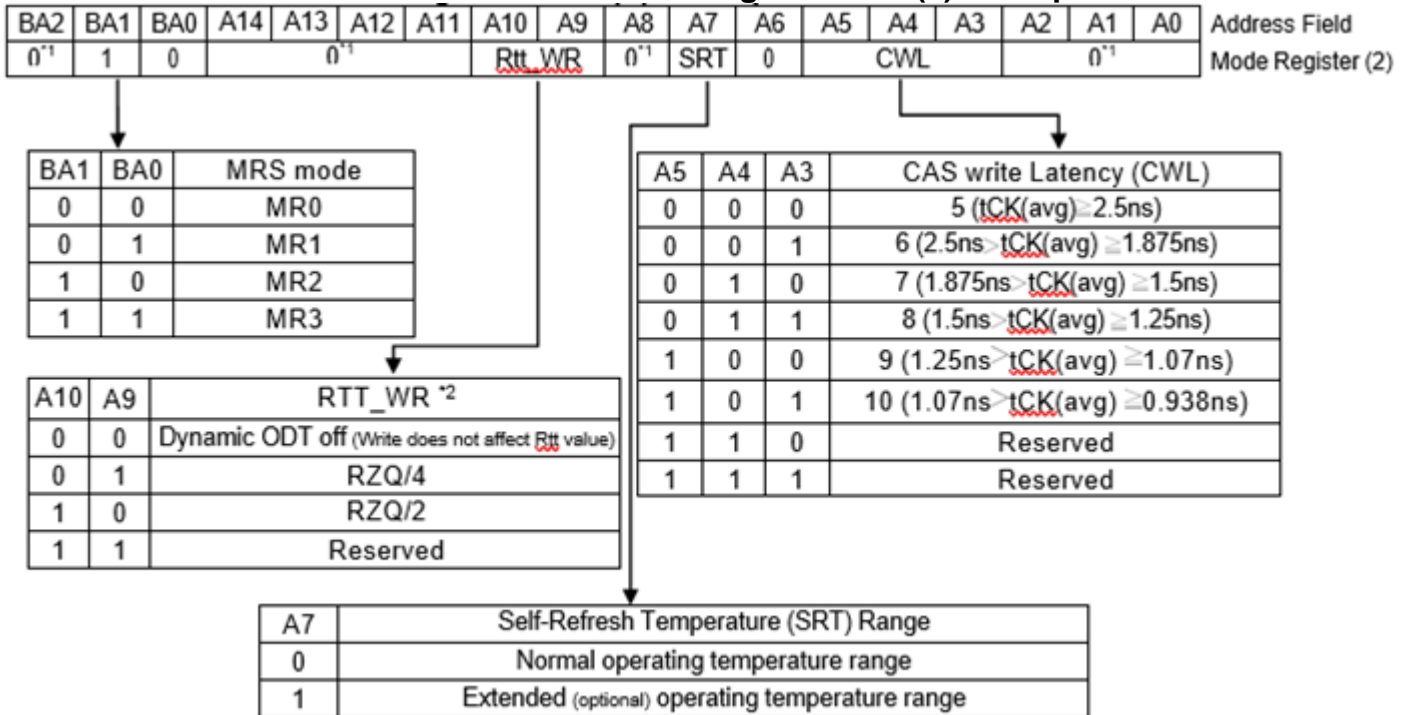 BA2 BA1 BA0 A14 A13 A12 A11 A10 A9 A8 A7 A6 A5 A4 A3 A2 A1 A0 Address Field
0*1 1 0 0*1 Rtt_WR 0*1 SRT 0 CWL 0*1 Mode Register (2)
BA1 BA0 MRS mode
0 0 MR0
0 1 MR1
1 0 MR2
1 1 MR3
A5 A4 A3 CAS write Latency (CWL)
0 0 0 5 (tCK(avg)≧2.5ns)
0 0 1 6 (2.5ns>tCK(avg) ≧1.875ns)
0 1 0 7 (1.875ns>tCK(avg) ≧1.5ns)
0 1 1 8 (1.5ns>tCK(avg) ≧1.25ns)
1 0 0 9 (1.25ns>tCK(avg) ≧1.07ns)
1 0 1 10 (1.07ns>tCK(avg) ≧0.938ns)
1 1 0 Reserved
1 1 1 Reserved
A10 A9 RTT_WR *2
0 0 Dynamic ODT off (Write does not affect Rtt value)
0 1 RZQ/4
1 0 RZQ/2
1 1 Reserved
A7 Self-Refresh Temperature (SRT) Range
0 Normal operating temperature range
1 Extended (optional) operating temperature range